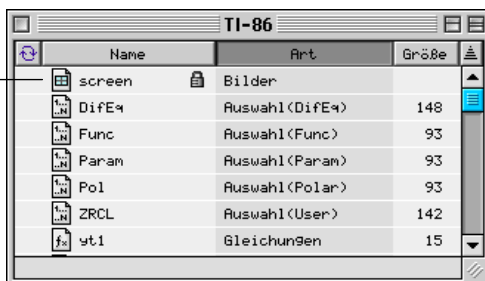 TI-86
Name Art Größe
screen Bilder
DifEq Auswahl(DifEq) 148
Func Auswahl(Func) 93
Param Auswahl(Param) 93
Pol Auswahl(Polar) 93
ZRCL Auswahl(User) 142
yt1 Gleichungen 15